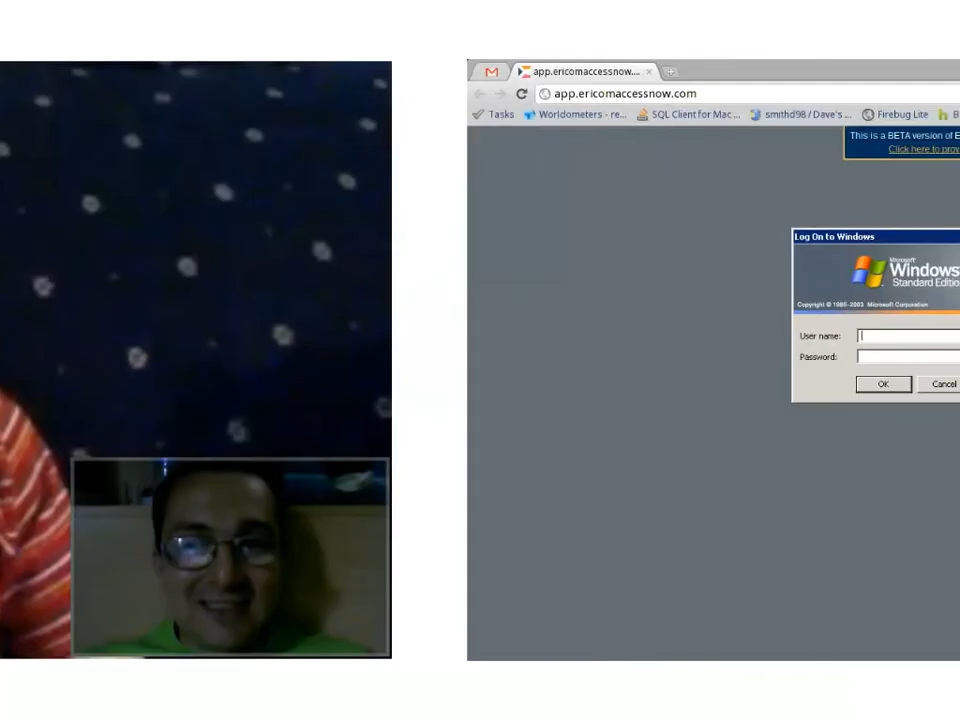 app.ericomaccessnow....
app.ericomaccessnow.com
Tasks
Worldometers - re...
SQL Client for Mac ...
smithd98 / Dave's ...
Firebug Lite
This is a BETA version of E
Click here to prov
Log On to Windows
Microsoft
Windows
Standard Editio
Copyright © 1985-2003 Microsoft Corporation
User name:
Password:
OK
Cancel